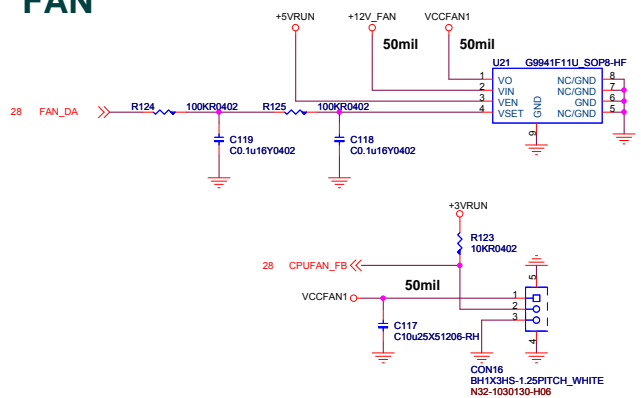 FAN
+5VRUN +12V_FAN VCCFAN1
50mil 50mil
U21 G9941F11U_SOP8-HF
1 VO NC/GND 8
2 VIN NC/GND 7
3 VEN GND 6
4 VSET NC/GND 5
GND
9
28 FAN_DA R124 100KR0402 R125 100KR0402
C119
C0.1u16Y0402
C118
C0.1u16Y0402
+3VRUN
R123
10KR0402
28 CPUFAN_FB
50mil
VCCFAN1
5
1
2
3
4
C117
C10u25X51206-RH
CON16
BH1X3HS-1.25PITCH_WHITE
N32-1030130-H06